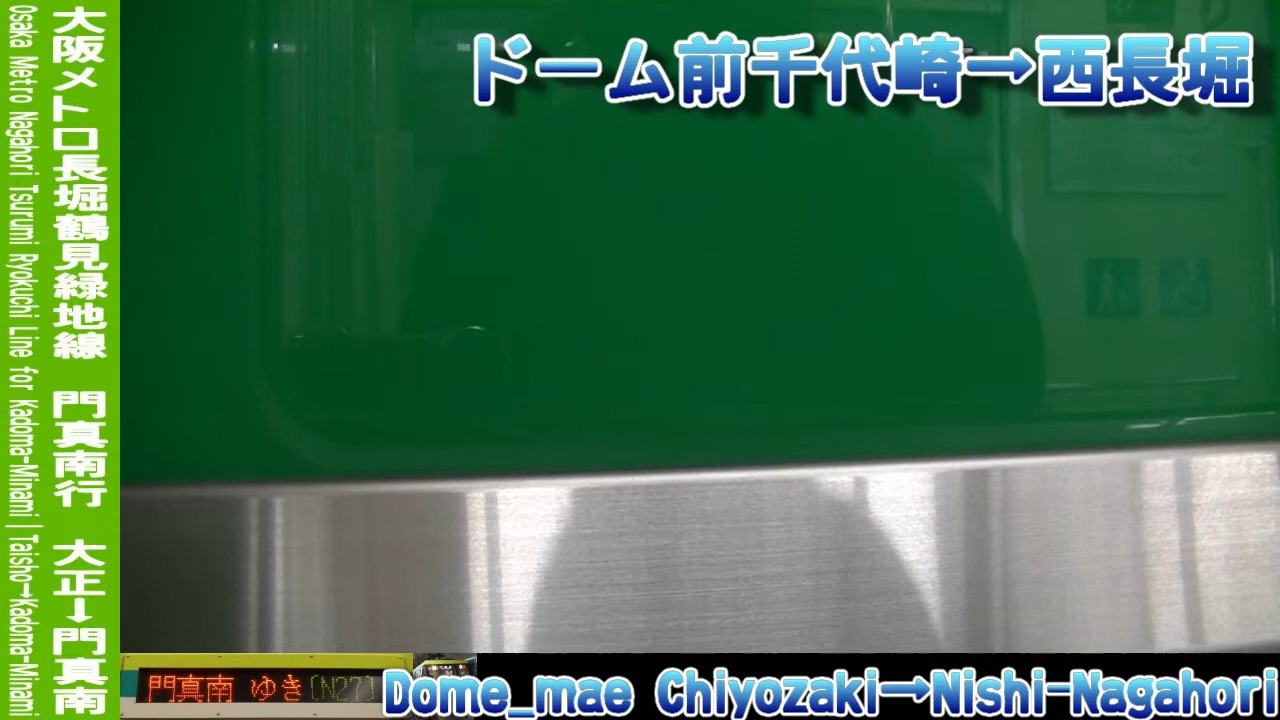 大阪メトロ長堀鶴見緑地線 門真南行 大正→門真南
Osaka Metro Nagahori Tsurumi Ryokuchi Line for Kadoma-Minami | Taisho→Kadoma-Minami
ドーム前千代崎→西長堀
門真南 ゆき(N27)
Dome_mae Chiyozaki→Nishi-Nagahori